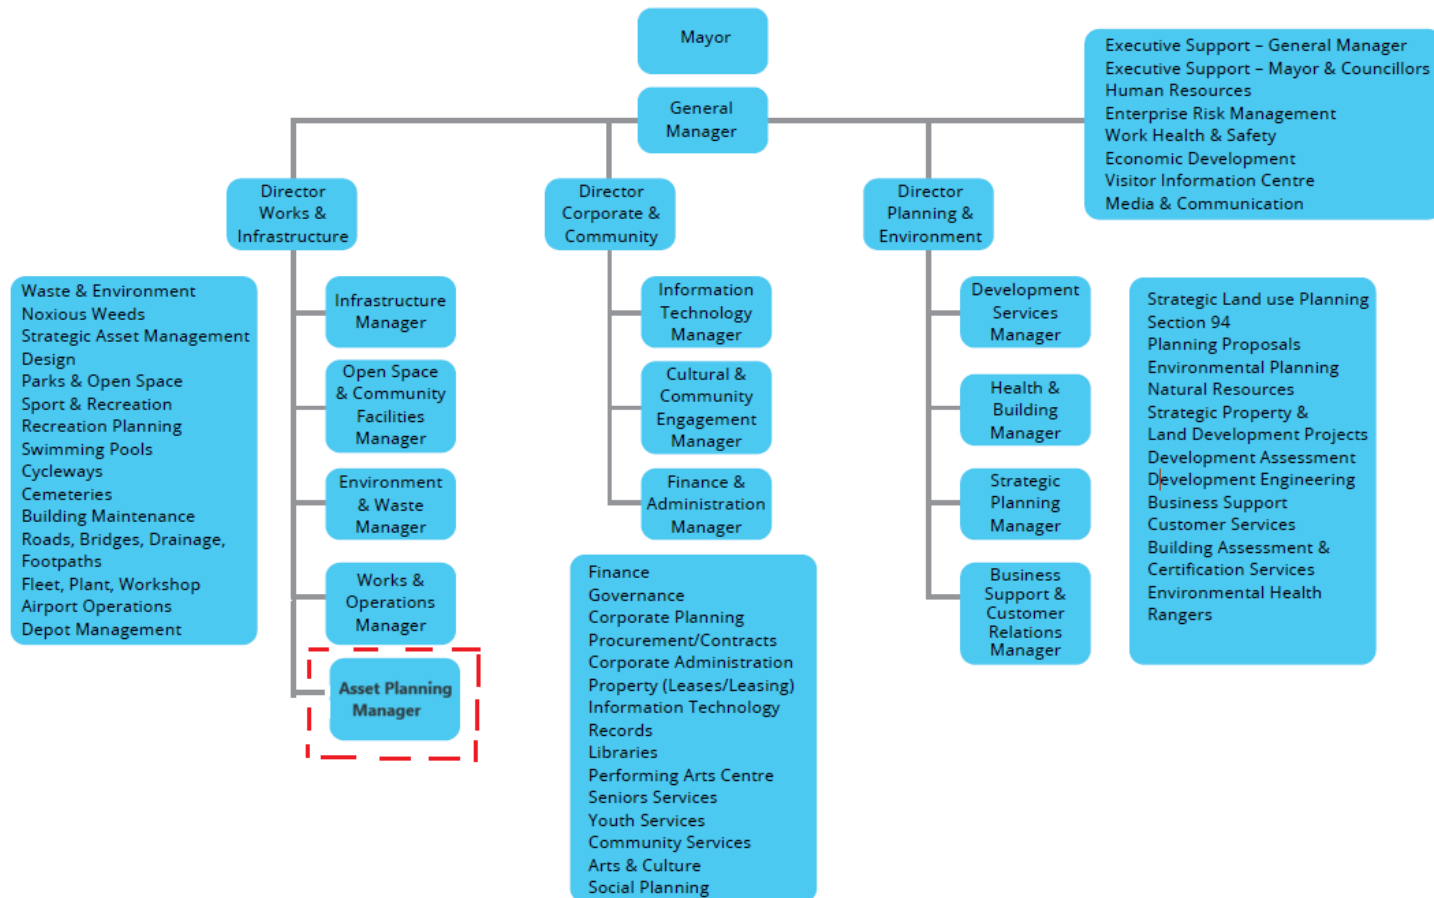 Mayor
General
Manager
Executive Support – General Manager
Executive Support – Mayor & Councillors
Human Resources
Enterprise Risk Management
Work Health & Safety
Economic Development
Visitor Information Centre
Media & Communication
Director
Works &
Infrastructure
Director
Corporate &
Community
Director
Planning &
Environment
Waste & Environment
Noxious Weeds
Strategic Asset Management
Design
Parks & Open Space
Sport & Recreation
Recreation Planning
Swimming Pools
Cycleways
Cemeteries
Building Maintenance
Roads, Bridges, Drainage,
Footpaths
Fleet, Plant, Workshop
Airport Operations
Depot Management
Infrastructure
Manager
Open Space
& Community
Facilities
Manager
Environment
& Waste
Manager
Works &
Operations
Manager
Asset Planning
Manager
Information
Technology
Manager
Cultural &
Community
Engagement
Manager
Finance &
Administration
Manager
Finance
Governance
Corporate Planning
Procurement/Contracts
Corporate Administration
Property (Leases/Leasing)
Information Technology
Records
Libraries
Performing Arts Centre
Seniors Services
Youth Services
Community Services
Arts & Culture
Social Planning
Development
Services
Manager
Health &
Building
Manager
Strategic
Planning
Manager
Business
Support &
Customer
Relations
Manager
Strategic Land use Planning
Section 94
Planning Proposals
Environmental Planning
Natural Resources
Strategic Property &
Land Development Projects
Development Assessment
Development Engineering
Business Support
Customer Services
Building Assessment &
Certification Services
Environmental Health
Rangers